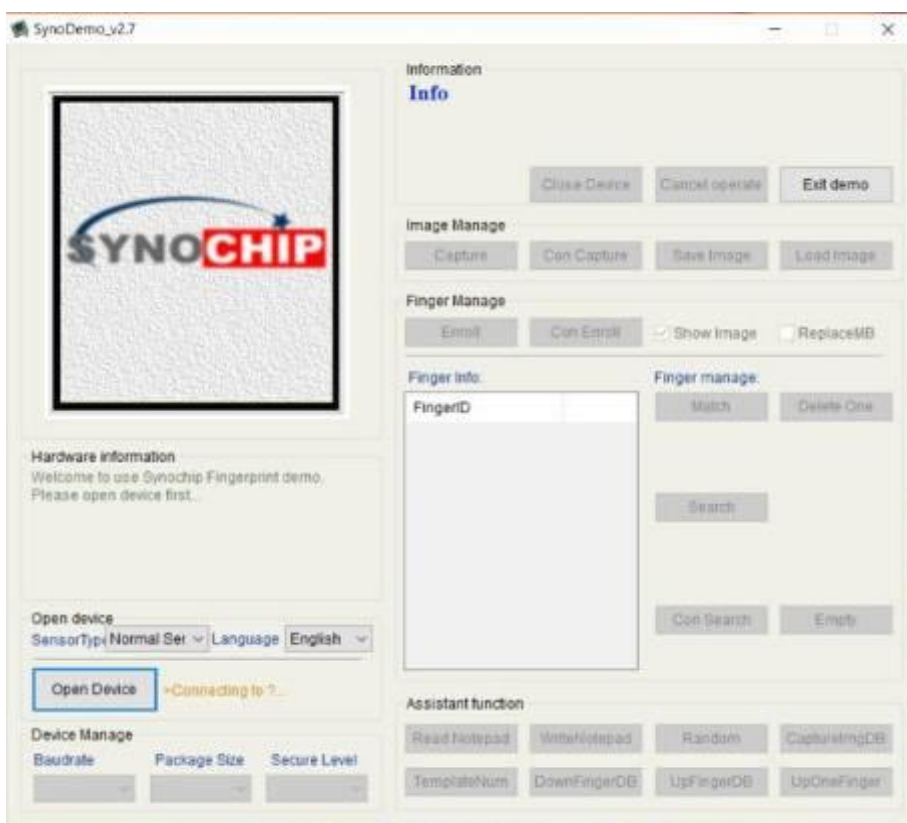 SynoDemo_v2.7
SYNOCHIP
Hardware information
Welcome to use Synochip Fingerprint demo.
Please open device first...
Open device
SensorType Normal Ser Language English
Open Device >Connecting to ?...
Device Manage
Baudrate Package Size Secure Level
Information
Info
Close Device Cancel operate Exit demo
Image Manage
Capture Con Capture Save Image Load Image
Finger Manage
Enroll Con Enroll Show Image ReplaceMB
Finger Info: Finger manage:
FingerID
Match Delete One
Search
Con Search Empty
Assistant function
Read Notepad WriteNotepad Random CaptureImgDB
TemplateNum DownFingerDB UpFingerDB UpOneFinger